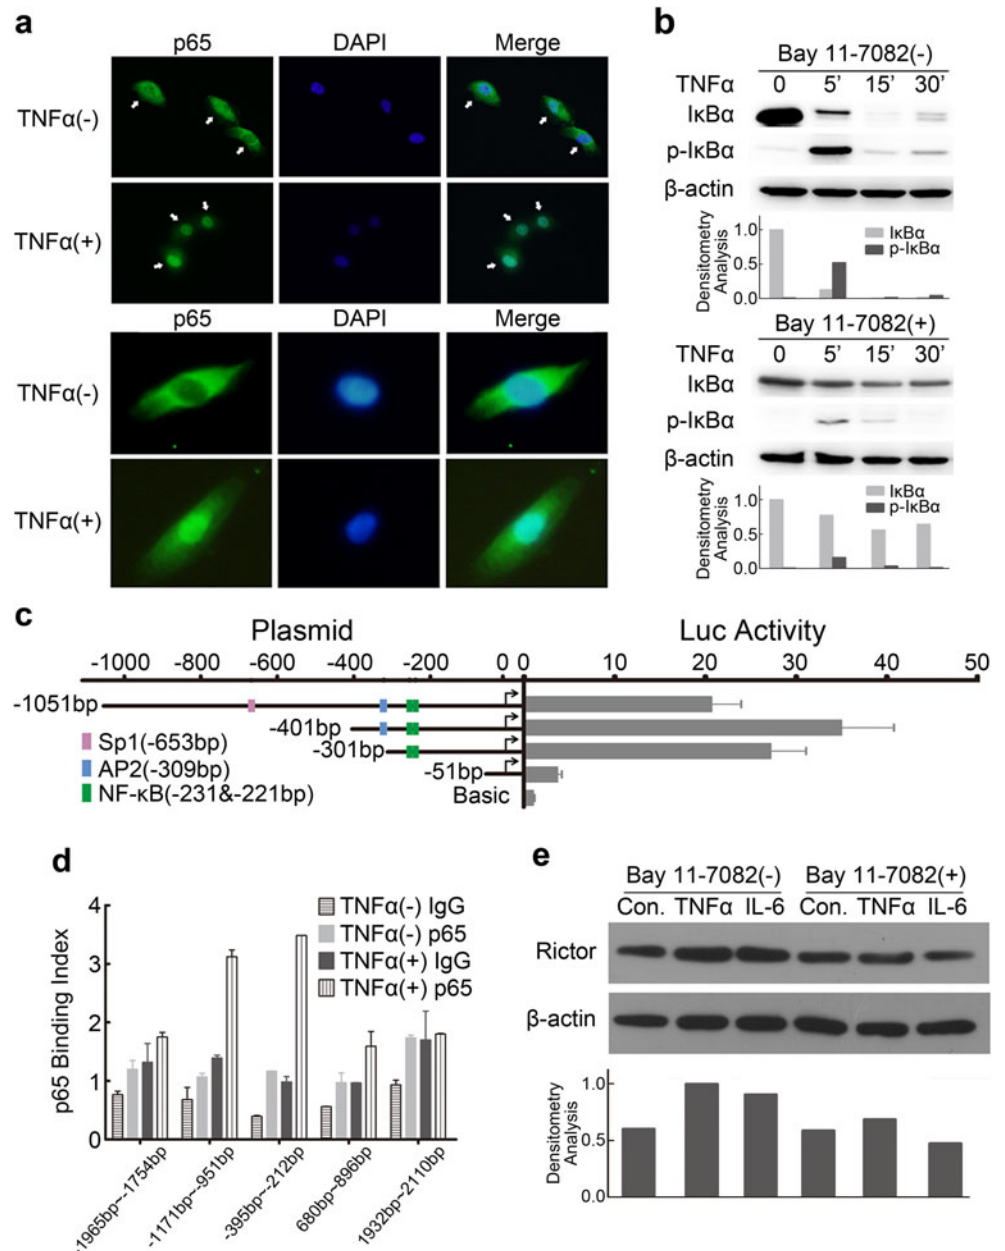 a
p65 DAPI Merge
TNFα(-)
TNFα(+)
p65 DAPI Merge
TNFα(-)
TNFα(+)
b
Bay 11-7082(-)
TNFα 0 5’ 15’ 30’
IκBα
p-IκBα
β-actin
Densitometry
Analysis
1.0
0.5
0.0
IκBα
p-IκBα
Bay 11-7082(+)
TNFα 0 5’ 15’ 30’
IκBα
p-IκBα
β-actin
Densitometry
Analysis
1.0
0.5
0.0
IκBα
p-IκBα
c
Plasmid Luc Activity
-1000 -800 -600 -400 -200 0 0 10 20 30 40 50
-1051bp
-401bp
-301bp
-51bp
Basic
Sp1(-653bp)
AP2(-309bp)
NF-κB(-231&-221bp)
d
p65 Binding Index
4
3
2
1
0
TNFα(-) IgG
TNFα(-) p65
TNFα(+) IgG
TNFα(+) p65
-1965bp~-1754bp
-1171bp~-951bp
-395bp~-212bp
680bp~896bp
1932bp~2110bp
e
Bay 11-7082(-) Bay 11-7082(+)
Con. TNFα IL-6 Con. TNFα IL-6
Rictor
β-actin
Densitometry
Analysis
1.0
0.5
0.0